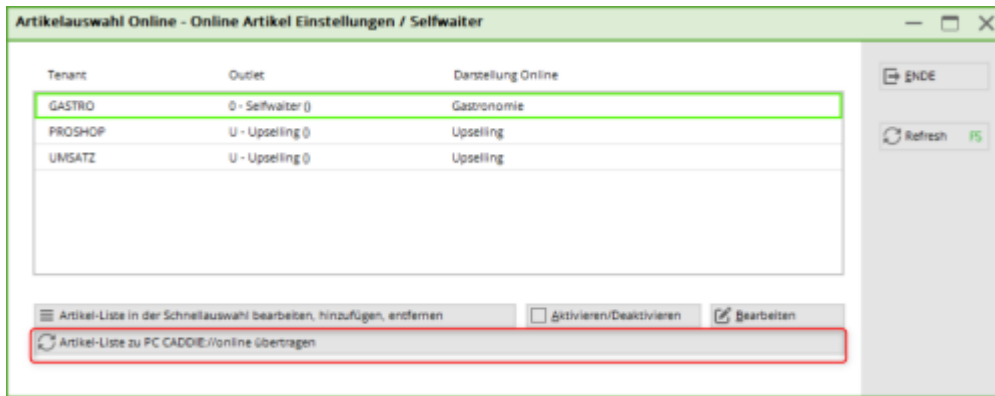 Artikelauswahl Online - Online Artikel Einstellungen / Selfwaiter
Tenant Outlet Darstellung Online
GASTRO 0 - Selfwaiter () Gastronomie
PROSHOP U - Upselling () Upselling
UMSATZ U - Upselling () Upselling
ENDE
Refresh F5
Artikel-Liste in der Schnellauswahl bearbeiten, hinzufügen, entfernen Aktivieren/Deaktivieren Bearbeiten
Artikel-Liste zu PC CADDIE://online übertragen